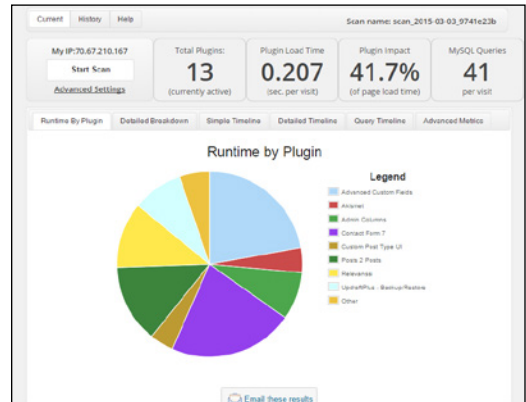 Current History Help
Scan name: scan_2015-03-03_9741e23b
My IP:70.67.210.167
Start Scan
Advanced Settings
Total Plugins:
13
(currently active)
Plugin Load Time
0.207
(sec. per visit)
Plugin Impact
41.7%
(of page load time)
MySQL Queries
41
per visit
Runtime By Plugin Detailed Breakdown Simple Timeline Detailed Timeline Query Timeline Advanced Metrics
Runtime by Plugin
Legend
Advanced Custom Fields
Akismet
Admin Columns
Contact Form 7
Custom Post Type UI
Posts 2 Posts
Relevanssi
UpdraftPlus - Backup/Restore
Other
Email these results